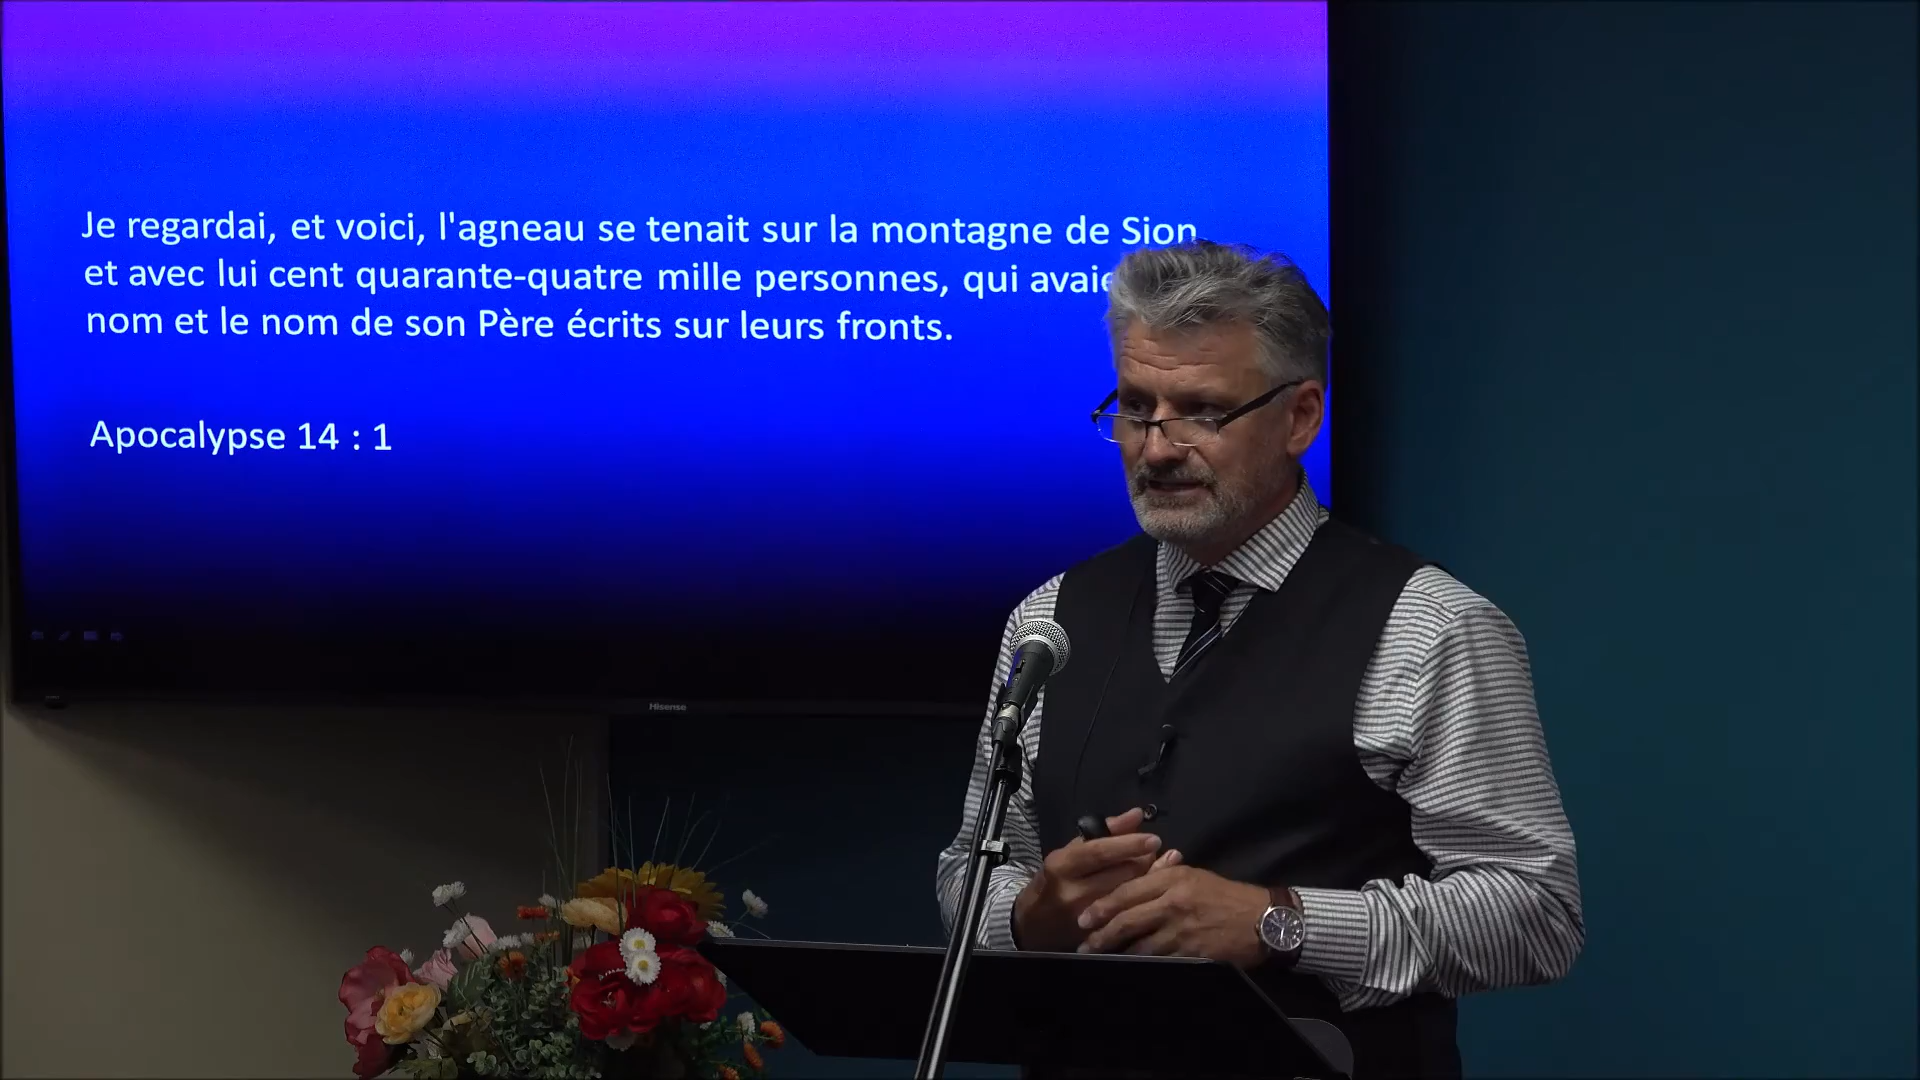 Je regardai, et voici, l'agneau se tenait sur la montagne de Sion
et avec lui cent quarante-quatre mille personnes, qui
nom et le nom de son Père écrits sur leurs fronts.
Apocalypse 14 : 1
Hisense